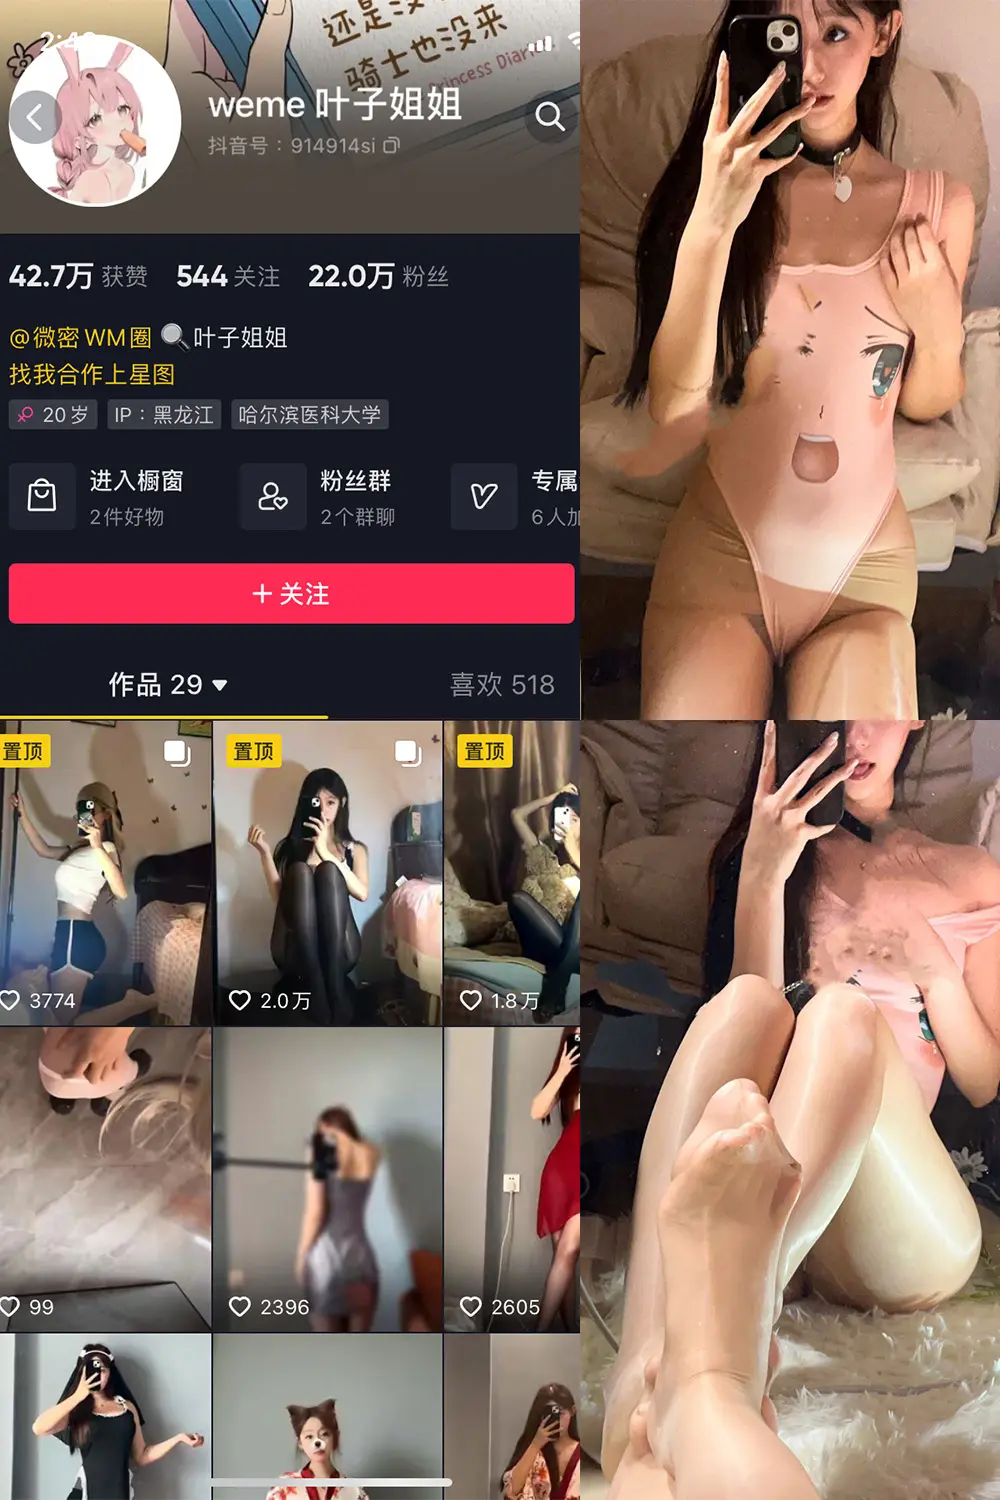 还是没
骑士也没来
Princess Diar
2:4
weme 叶子姐姐
抖音号：914914si
42.7万 获赞 544 关注 22.0万 粉丝
@微密 WM圈 🔍叶子姐姐
找我合作上星图
20岁 IP：黑龙江 哈尔滨医科大学
进入橱窗 粉丝群 专属
2件好物 2个群聊 6人加
+ 关注
作品 29 喜欢 518
置顶 置顶 置顶
3774 2.0万 1.8万
99 2396 2605